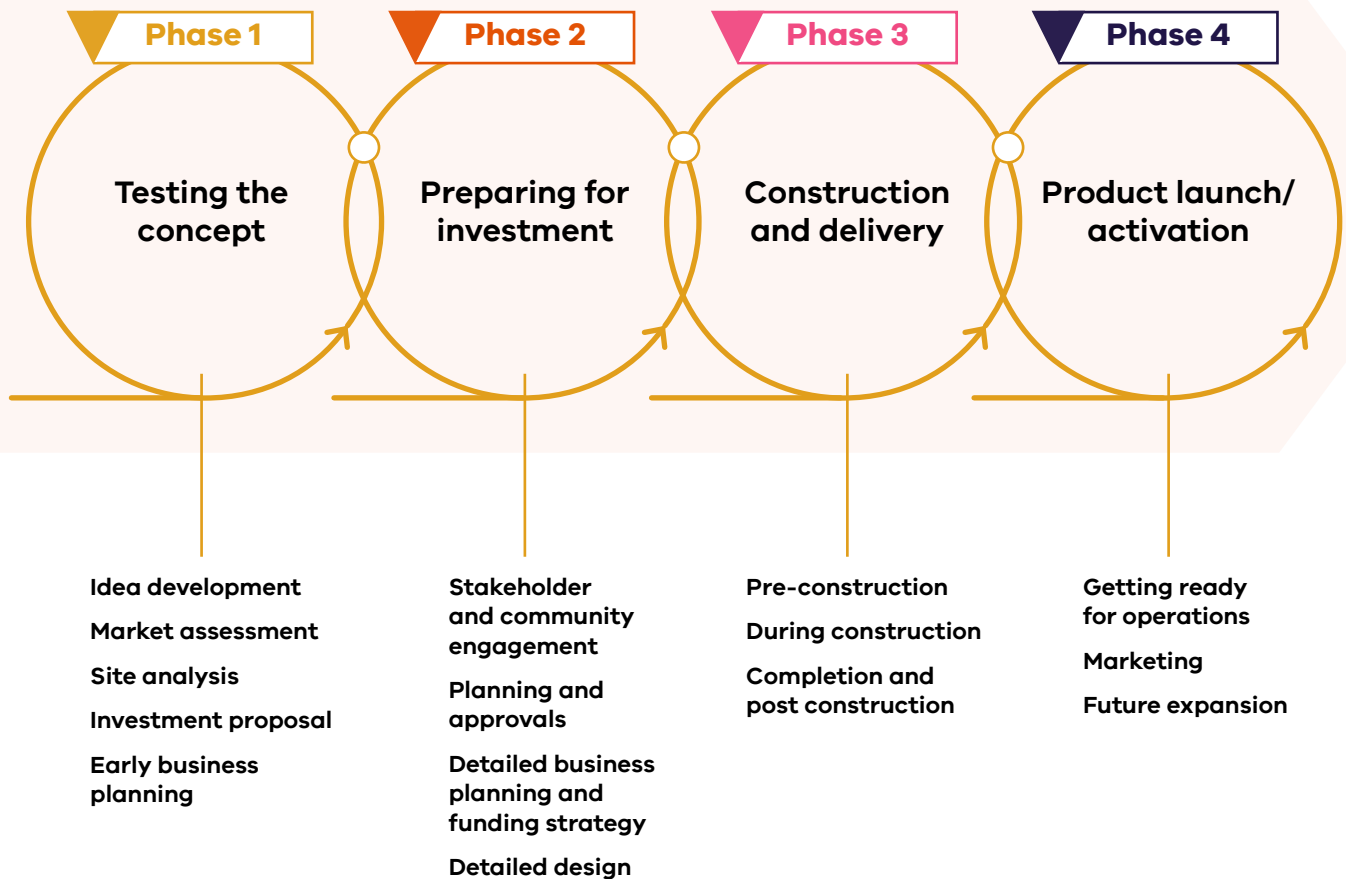 Phase 1
Testing the
concept
Idea development
Market assessment
Site analysis
Investment proposal
Early business
planning
Phase 2
Preparing for
investment
Stakeholder
and community
engagement
Planning and
approvals
Detailed business
planning and
funding strategy
Detailed design
Phase 3
Construction
and delivery
Pre-construction
During construction
Completion and
post construction
Phase 4
Product launch/
activation
Getting ready
for operations
Marketing
Future expansion